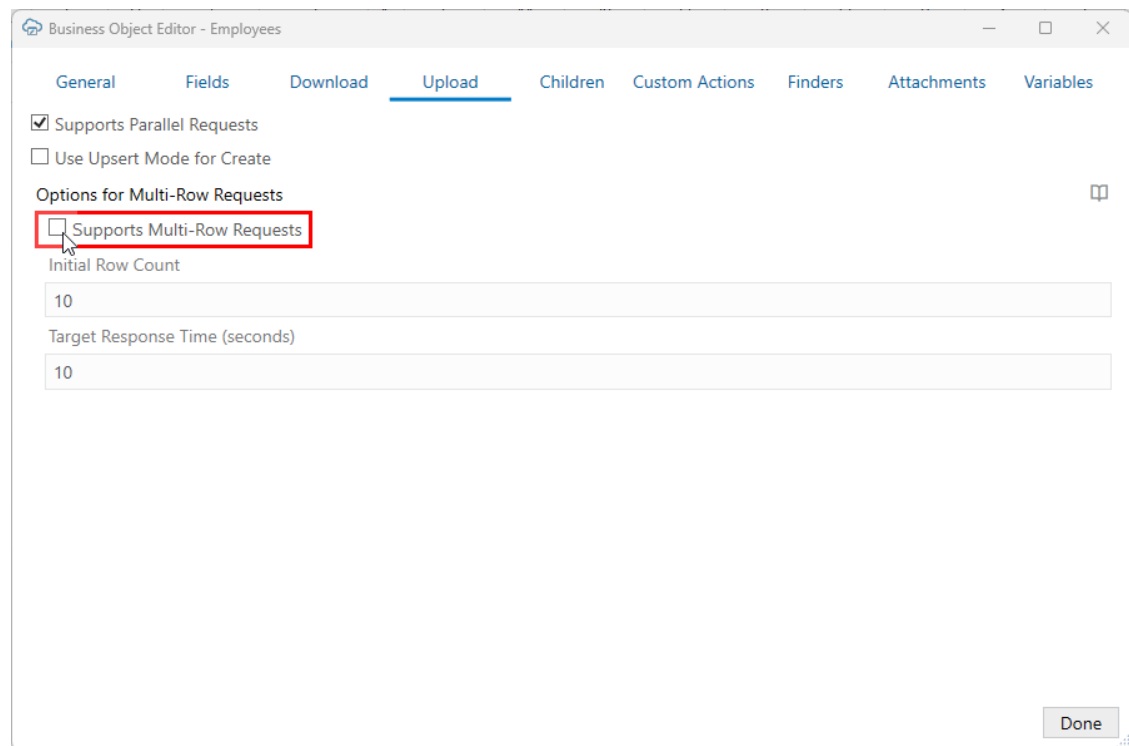 Business Object Editor - Employees
General Fields Download Upload Children Custom Actions Finders Attachments Variables
Supports Parallel Requests
Use Upsert Mode for Create
Options for Multi-Row Requests
Supports Multi-Row Requests
Initial Row Count
10
Target Response Time (seconds)
10
Done